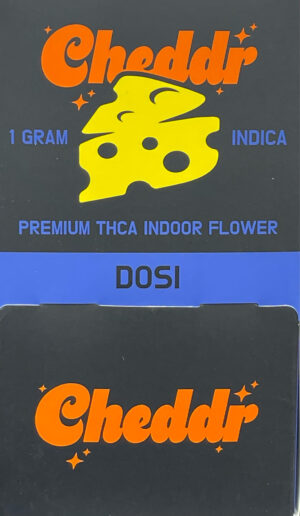 Cheddr
1 GRAM INDICA
PREMIUM THCA INDOOR FLOWER
DOSI
Cheddr